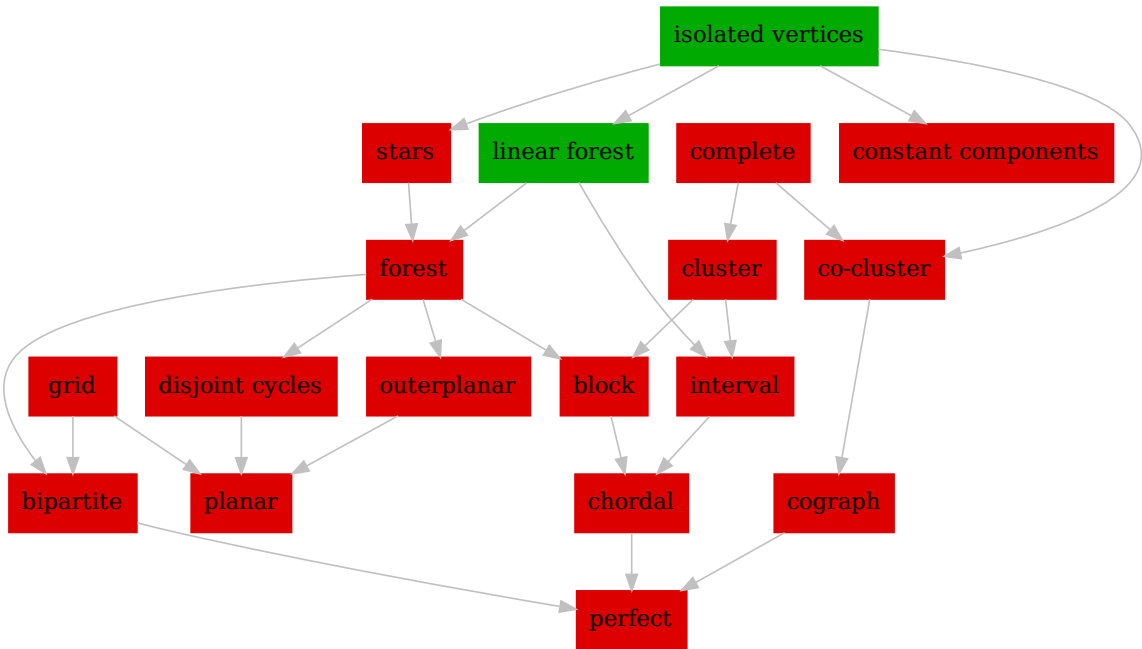 isolated vertices
stars
linear forest
complete
constant components
forest
cluster
co-cluster
grid
disjoint cycles
outerplanar
block
interval
bipartite
planar
chordal
cograph
perfect